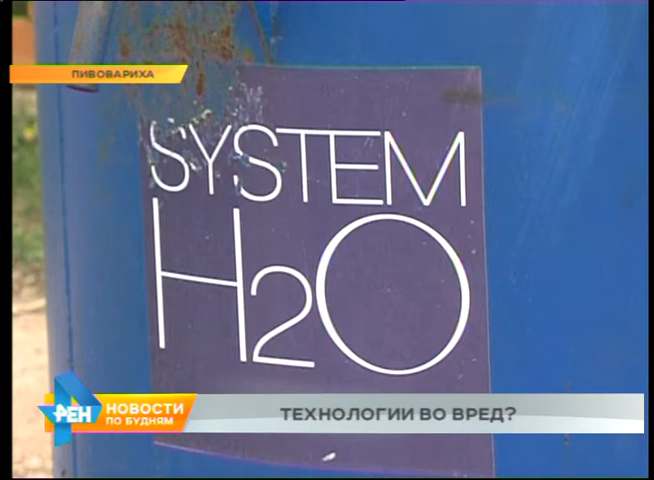 ПИВОВАРИХА
SYSTEM
H2O
РЕН
НОВОСТИ
ПО БУДНЯМ
ТЕХНОЛОГИИ ВО ВРЕД?